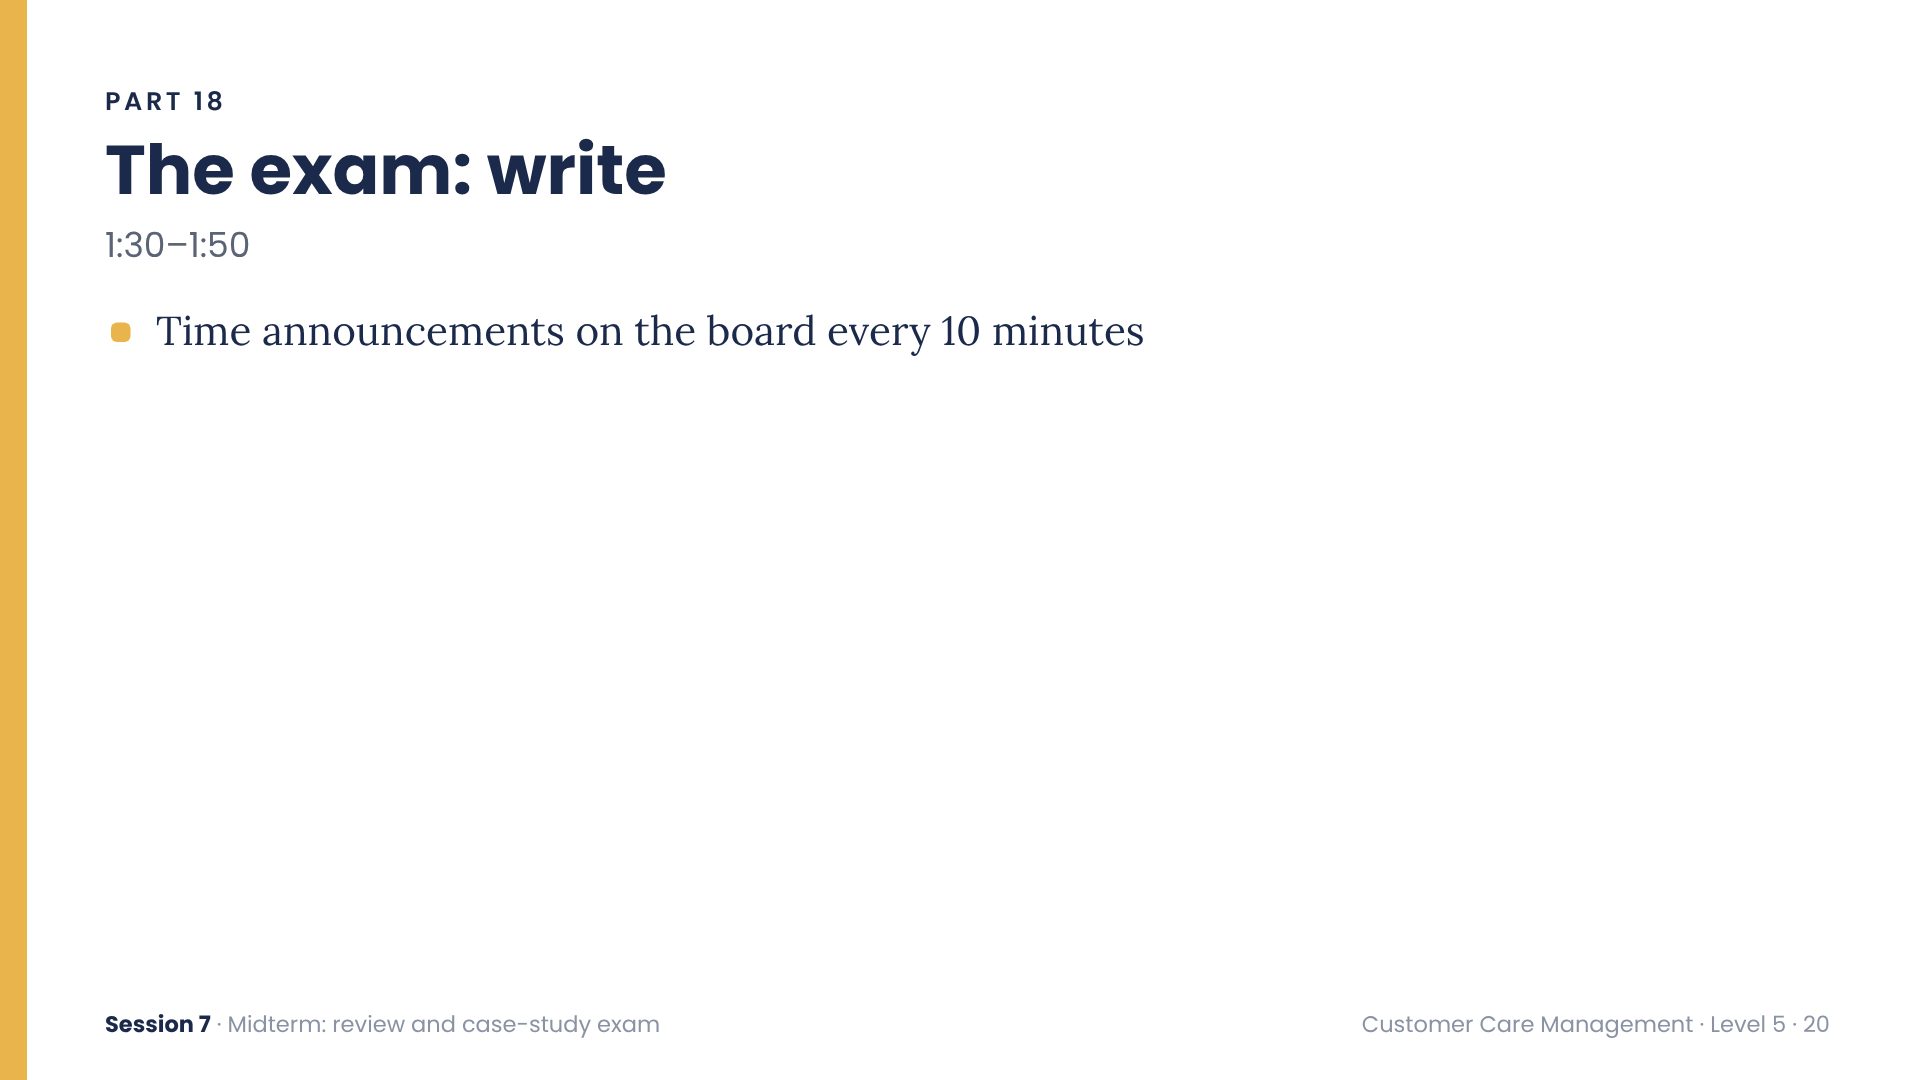 PART 18
The exam: write
1:30–1:50
Time announcements on the board every 10 minutes
Session 7 · Midterm: review and case-study exam
Customer Care Management · Level 5 · 20